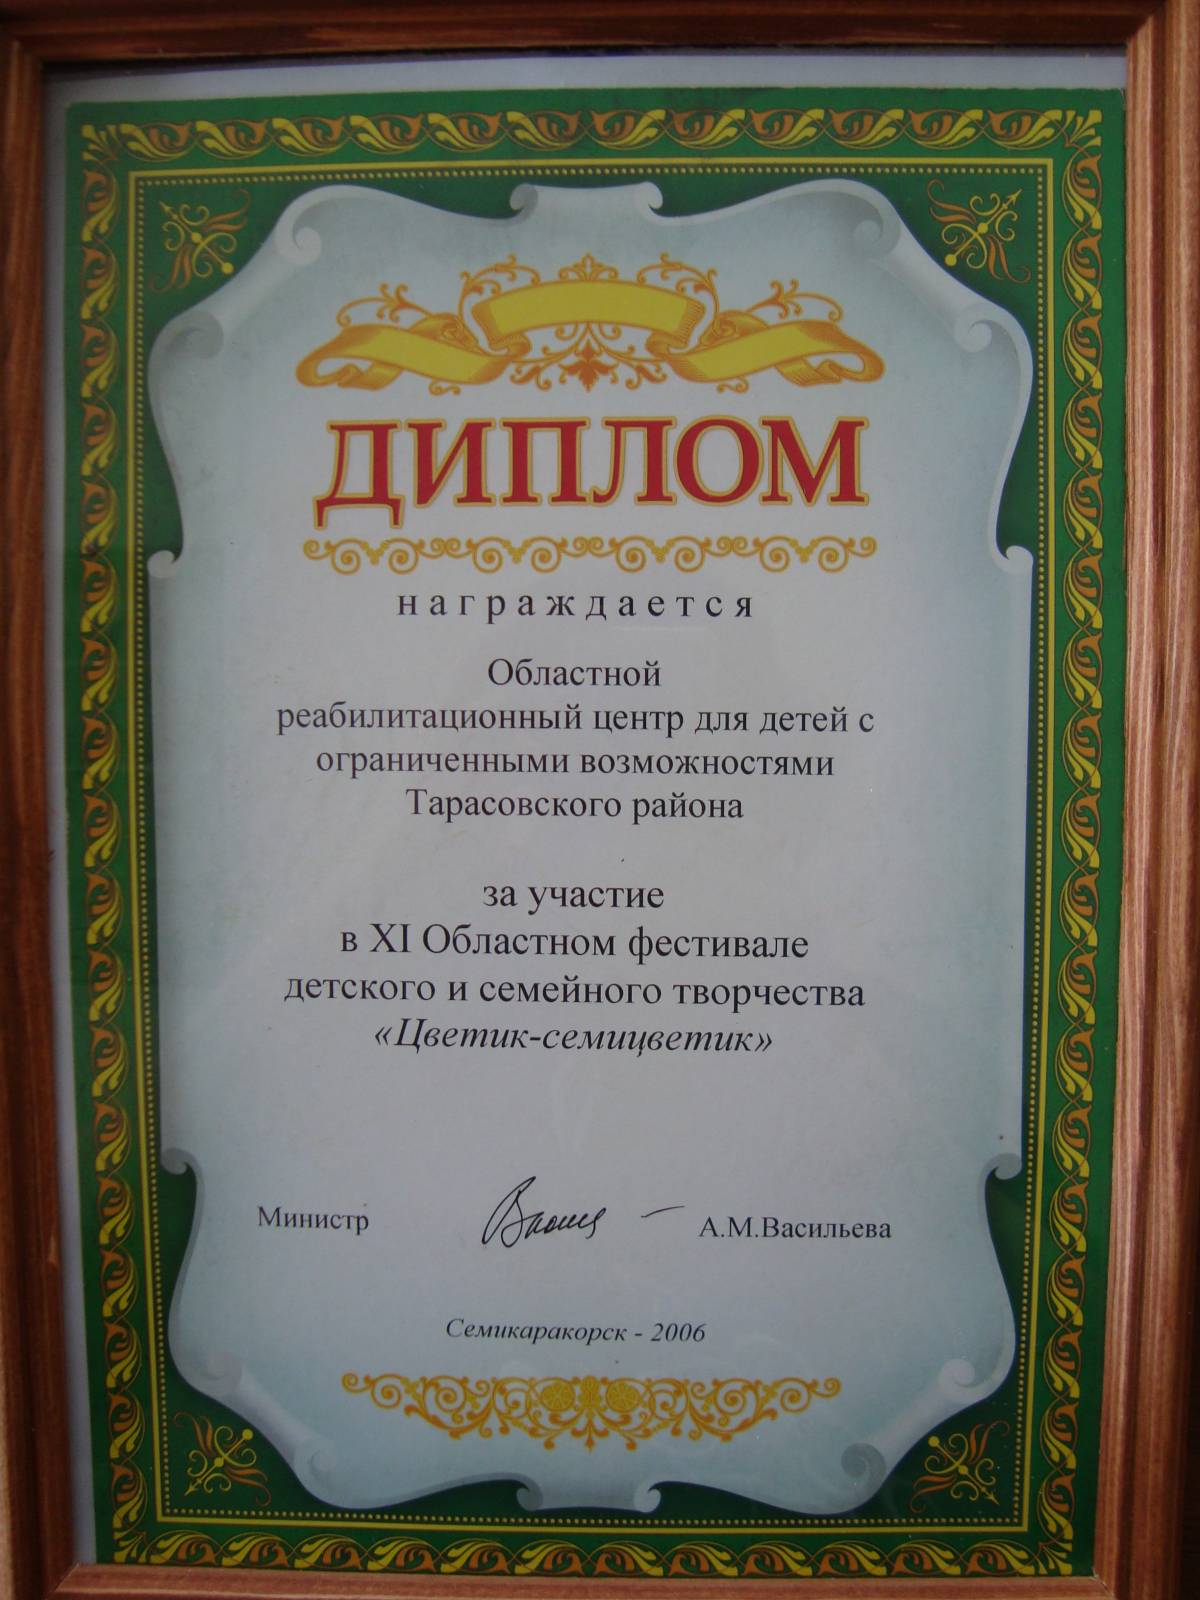 ДИПЛОМ
награждается
Областной
реабилитационный центр для детей с
ограниченными возможностями
Тарасовского района
за участие
в XI Областном фестивале
детского и семейного творчества
«Цветик-семицветик»
Министр А.М.Васильева
Семикаракорск - 2006